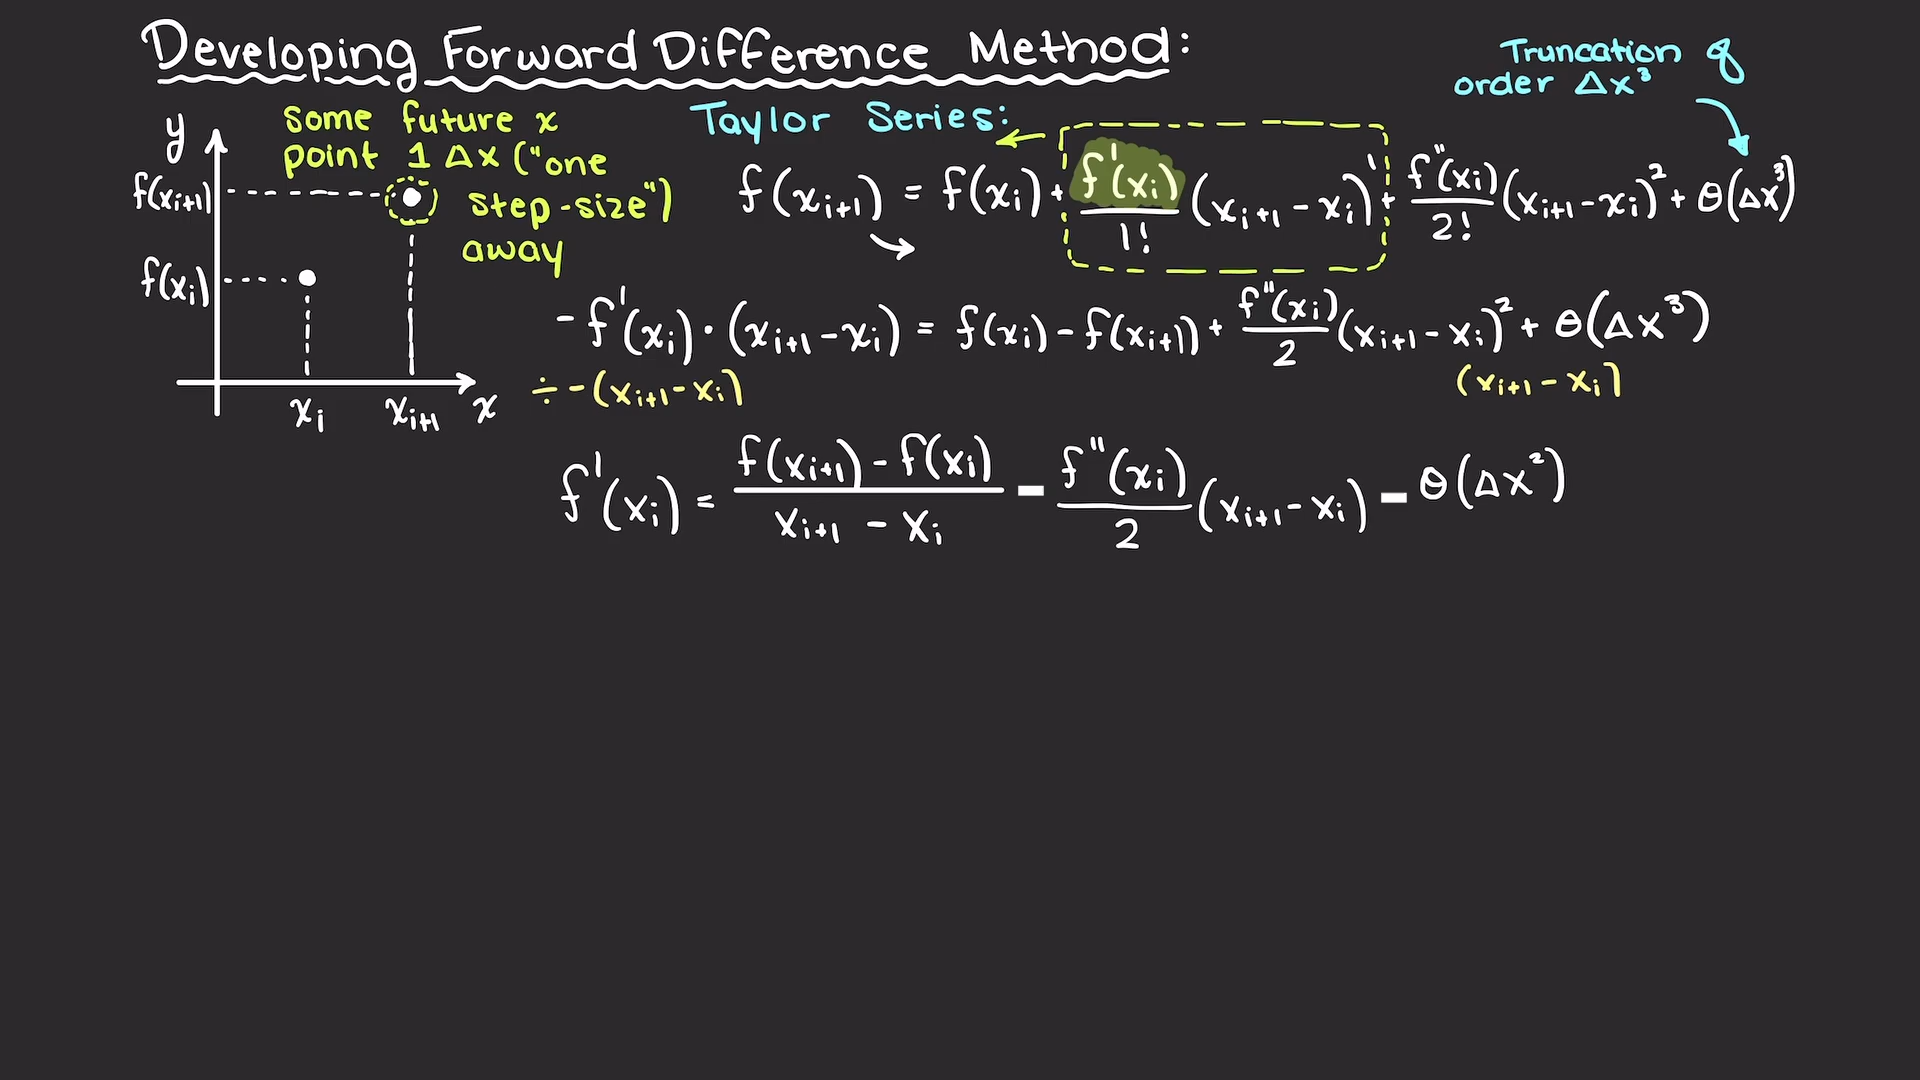 Developing Forward Difference Method:
Truncation of
order Δx³
some future x
point 1 Δx ("one
step-size")
away
y
f(xᵢ₊₁)
f(xᵢ)
xᵢ
xᵢ₊₁
x
Taylor Series:
f(xᵢ₊₁) = f(xᵢ) + f'(xᵢ)/1! (xᵢ₊₁ - xᵢ)¹ + f''(xᵢ)/2! (xᵢ₊₁ - xᵢ)² + θ(Δx³)
- f'(xᵢ) · (xᵢ₊₁ - xᵢ) = f(xᵢ) - f(xᵢ₊₁) + f''(xᵢ)/2 (xᵢ₊₁ - xᵢ)² + θ(Δx³)
÷ - (xᵢ₊₁ - xᵢ)
(xᵢ₊₁ - xᵢ)
f'(xᵢ) = f(xᵢ₊₁) - f(xᵢ) / xᵢ₊₁ - xᵢ - f''(xᵢ)/2 (xᵢ₊₁ - xᵢ) - θ(Δx²)